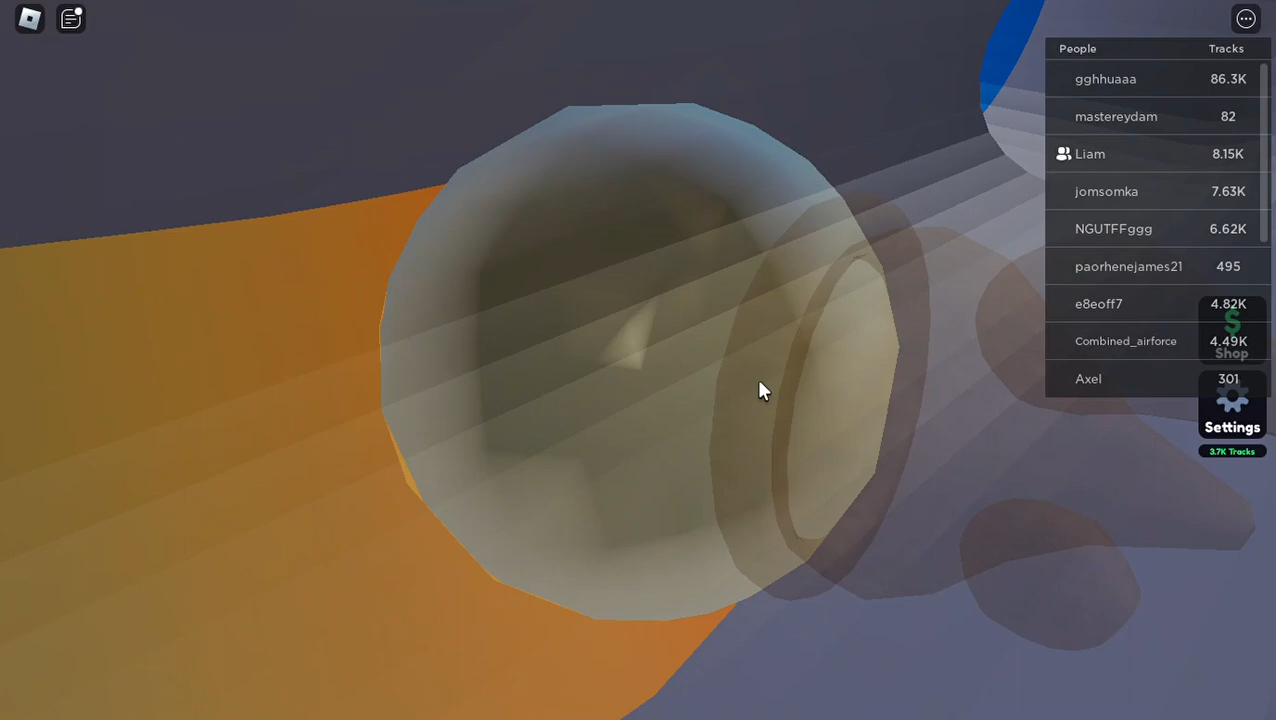 People Tracks
gghhuaaa 86.3K
mastereydam 82
Liam 8.15K
jomsomka 7.63K
NGUTFFggg 6.62K
paorhenejames21 495
e8eoff7 4.82K
Combined_airforce 4.49K
$
Shop
Axel 301
Settings
3.7K Tracks